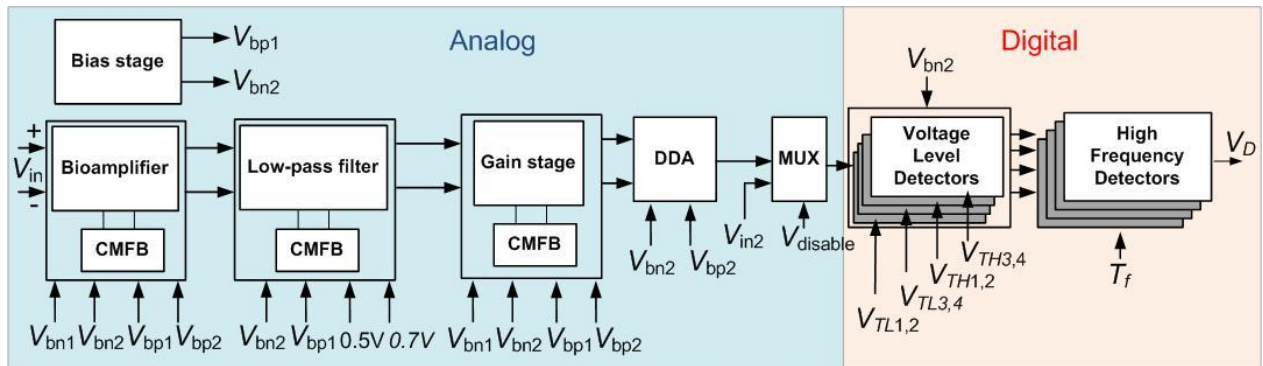 Analog
Digital
Bias stage
Vbp1
Vbn2
+
Vin
-
Bioamplifier
CMFB
Low-pass filter
CMFB
Gain stage
CMFB
DDA
MUX
Vbn2
Voltage
Level
Detectors
High
Frequency
Detectors
VD
Vbn1 Vbn2 Vbp1 Vbp2
Vbn2 Vbp1 0.5V 0.7V
Vbn1 Vbn2 Vbp1 Vbp2
Vbn2 Vbp2
Vin2
Vdisable
VTH3,4
VTH1,2
VTL3,4
VTL1,2
Tf